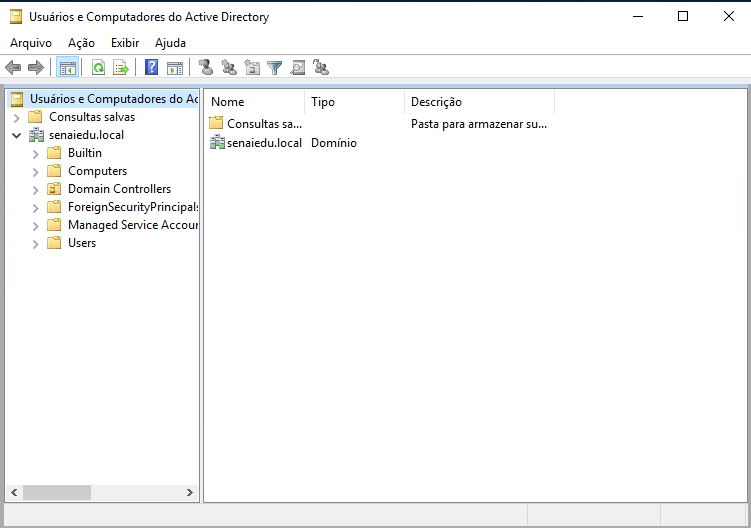 Usuários e Computadores do Active Directory
Arquivo Ação Exibir Ajuda
Usuários e Computadores do Ac
Consultas salvas
senaiedu.local
Builtin
Computers
Domain Controllers
ForeignSecurityPrincipals
Managed Service Accour
Users
Nome Tipo Descrição
Consultas sa... Pasta para armazenar su...
senaiedu.local Domínio